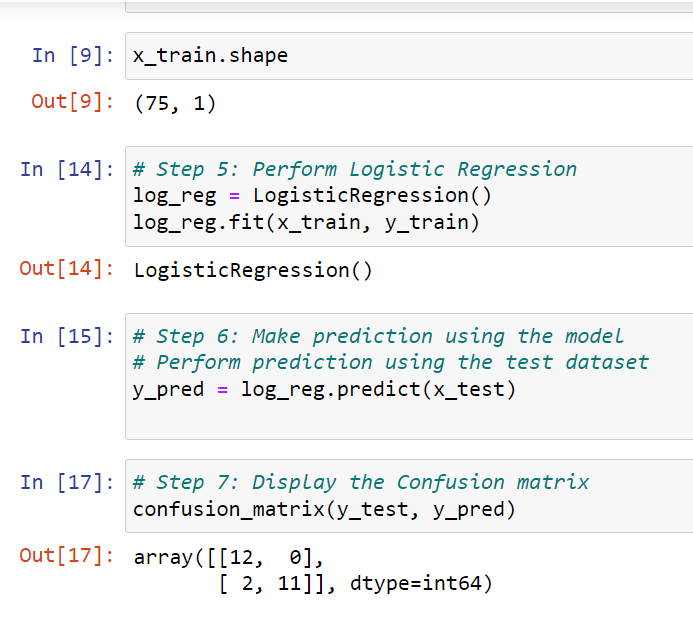 In [9]: x_train.shape
Out[9]: (75, 1)
In [14]: # Step 5: Perform Logistic Regression
log_reg = LogisticRegression()
log_reg.fit(x_train, y_train)
Out[14]: LogisticRegression()
In [15]: # Step 6: Make prediction using the model
# Perform prediction using the test dataset
y_pred = log_reg.predict(x_test)
In [17]: # Step 7: Display the Confusion matrix
confusion_matrix(y_test, y_pred)
Out[17]: array([[12,  0],
       [ 2, 11]], dtype=int64)